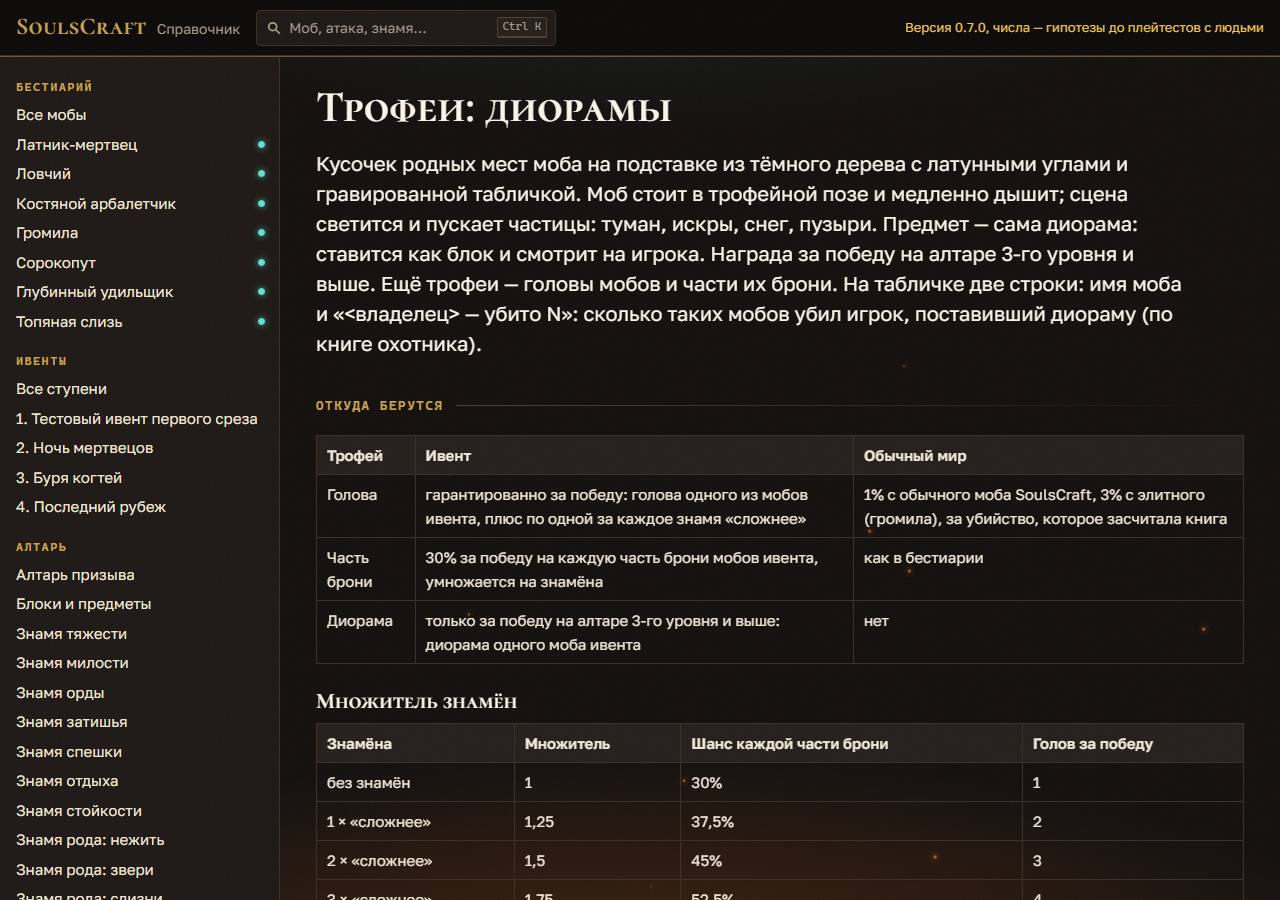 SoulsCraft Справочник
Моб, атака, знамя...
Ctrl K
Версия 0.7.0, числа — гипотезы до плейтестов с людьми
БЕСТИАРИЙ
Все мобы
Латник-мертвец
Ловчий
Костяной арбалетчик
Громила
Сорокопут
Глубинный удильщик
Топяная слизь
ИВЕНТЫ
Все ступени
1. Тестовый ивент первого среза
2. Ночь мертвецов
3. Буря когтей
4. Последний рубеж
АЛТАРЬ
Алтарь призыва
Блоки и предметы
Знамя тяжести
Знамя милости
Знамя орды
Знамя затишья
Знамя спешки
Знамя отдыха
Знамя стойкости
Знамя рода: нежить
Знамя рода: звери
Знамя рода: слизни
Трофеи: диорамы
Кусочек родных мест моба на подставке из тёмного дерева с латунными углами и
гравированной табличкой. Моб стоит в трофейной позе и медленно дышит; сцена
светится и пускает частицы: туман, искры, снег, пузыри. Предмет — сама диорама:
ставится как блок и смотрит на игрока. Награда за победу на алтаре 3-го уровня и
выше. Ещё трофеи — головы мобов и части их брони. На табличке две строки: имя моба
и «<владелец> — убито N»: сколько таких мобов убил игрок, поставивший диораму (по
книге охотника).
ОТКУДА БЕРУТСЯ
Трофей Ивент Обычный мир
Голова гарантированно за победу: голова одного из мобов 1% с обычного моба SoulsCraft, 3% с элитного
ивента, плюс по одной за каждое знамя «сложнее» (громила), за убийство, которое засчитала книга
Часть 30% за победу на каждую часть брони мобов ивента, как в бестиарии
брони умножается на знамёна
Диорама только за победу на алтаре 3-го уровня и выше: нет
диорама одного моба ивента
Множитель знамён
Знамёна Множитель Шанс каждой части брони Голов за победу
без знамён 1 30% 1
1 × «сложнее» 1,25 37,5% 2
2 × «сложнее» 1,5 45% 3
3 × «сложнее» 1,75 52,5% 4